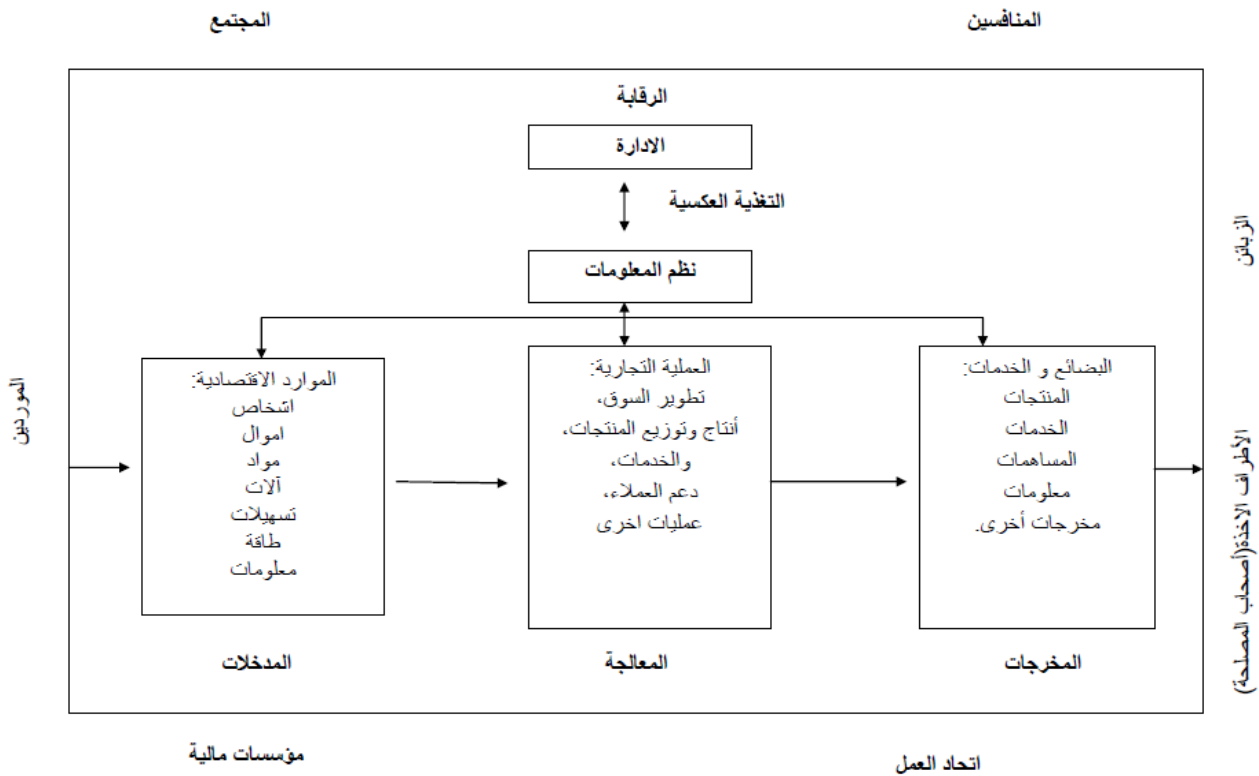 المجتمع
المنافسين
الرقابة
الادارة
التغذية العكسية
نظم المعلومات
الموردين
الموارد الاقتصادية:
اشخاص
اموال
مواد
آلات
تسهيلات
طاقة
معلومات
المدخلات
العملية التجارية:
تطوير السوق،
أنتاج وتوزيع المنتجات،
والخدمات،
دعم العملاء،
عمليات اخرى
المعالجة
البضائع و الخدمات:
المنتجات
الخدمات
المساهمات
معلومات
مخرجات أخرى.
المخرجات
الزبائن
الأطراف الاخذة(أصحاب المصلحة)
مؤسسات مالية
اتحاد العمل